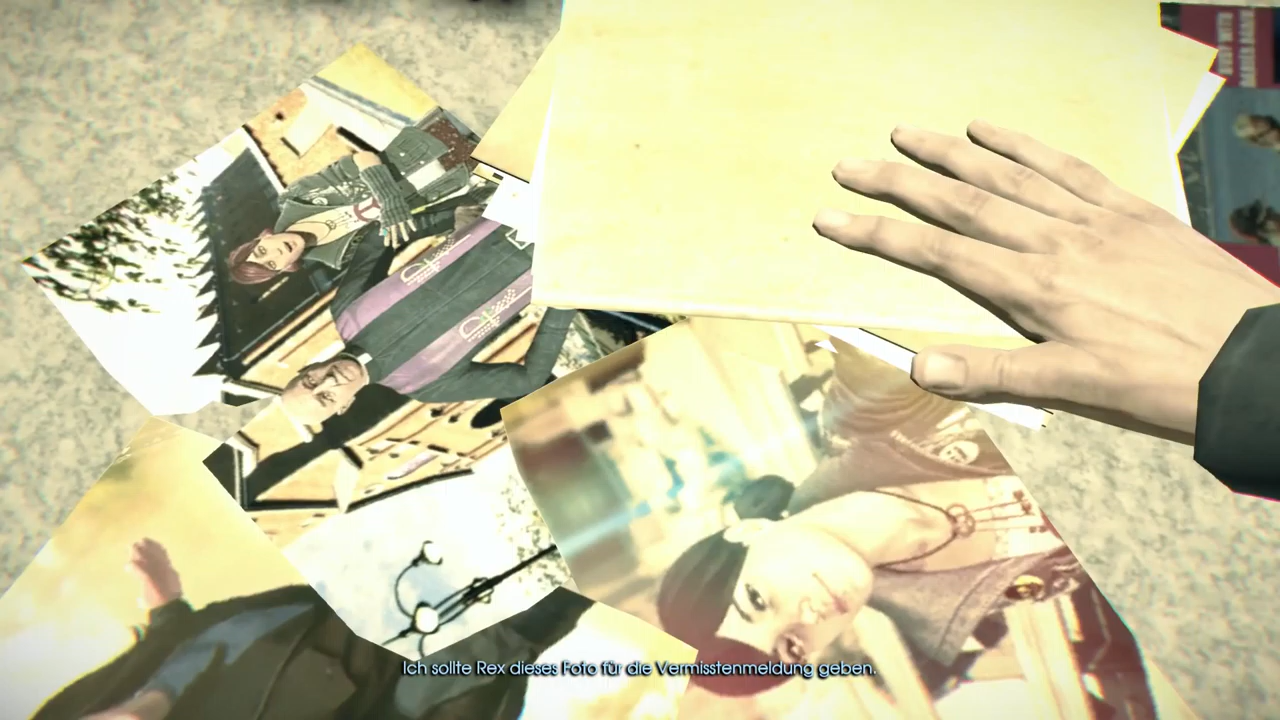 Ich sollte Rex dieses Foto für die Vermisstenmeldung geben.